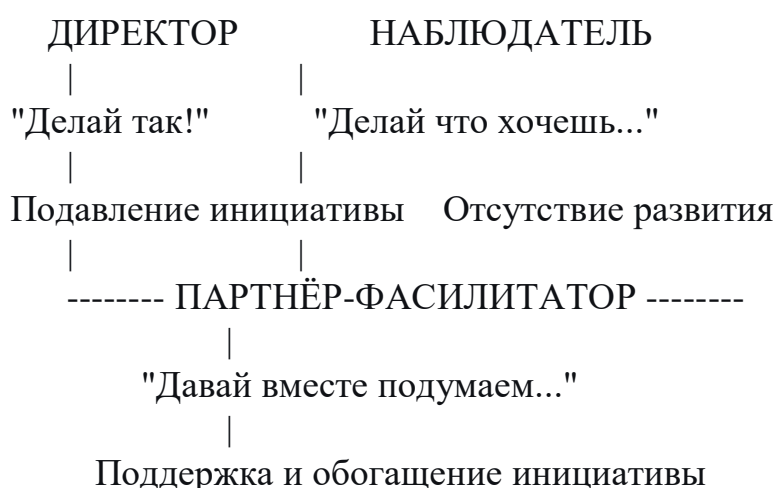 ДИРЕКТОР НАБЛЮДАТЕЛЬ
| |
"Делай так!" "Делай что хочешь..."
| |
Подавление инициативы Отсутствие развития
| |
-------- ПАРТНЁР-ФАСИЛИТАТОР --------
|
"Давай вместе подумаем..."
|
Поддержка и обогащение инициативы